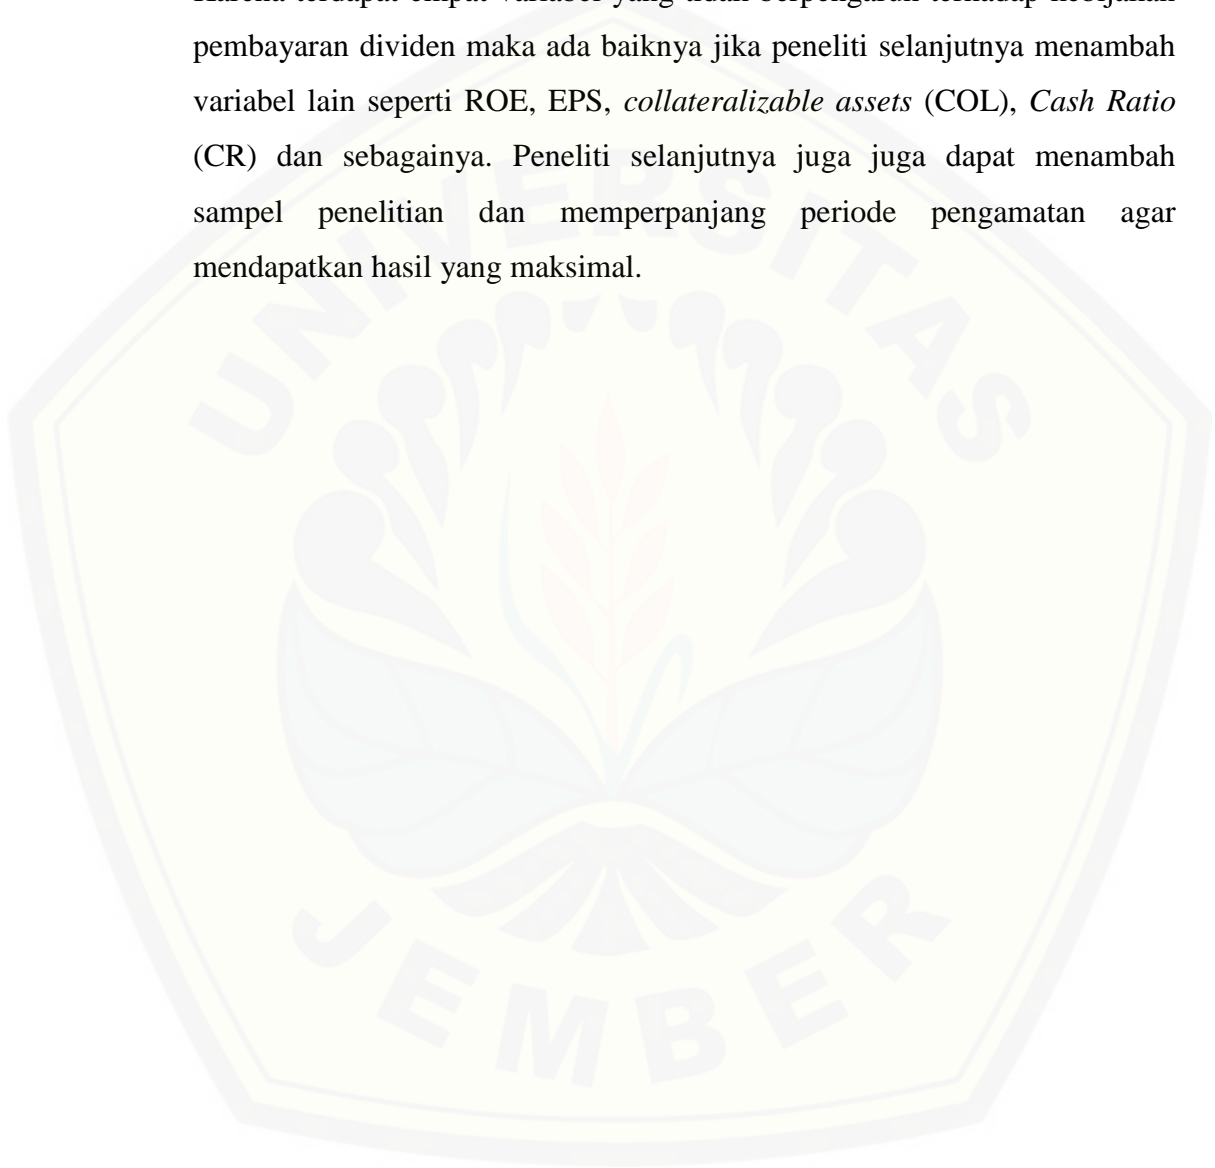 Karena terdapat empat variabel yang tidak berpengaruh terhadap kebijakan
pembayaran dividen maka ada baiknya jika peneliti selanjutnya menambah
variabel lain seperti ROE, EPS, collateralizable assets (COL), Cash Ratio
(CR) dan sebagainya. Peneliti selanjutnya juga juga dapat menambah
sampel penelitian dan memperpanjang periode pengamatan agar
mendapatkan hasil yang maksimal.
UNIVERSITAS
JEMBER